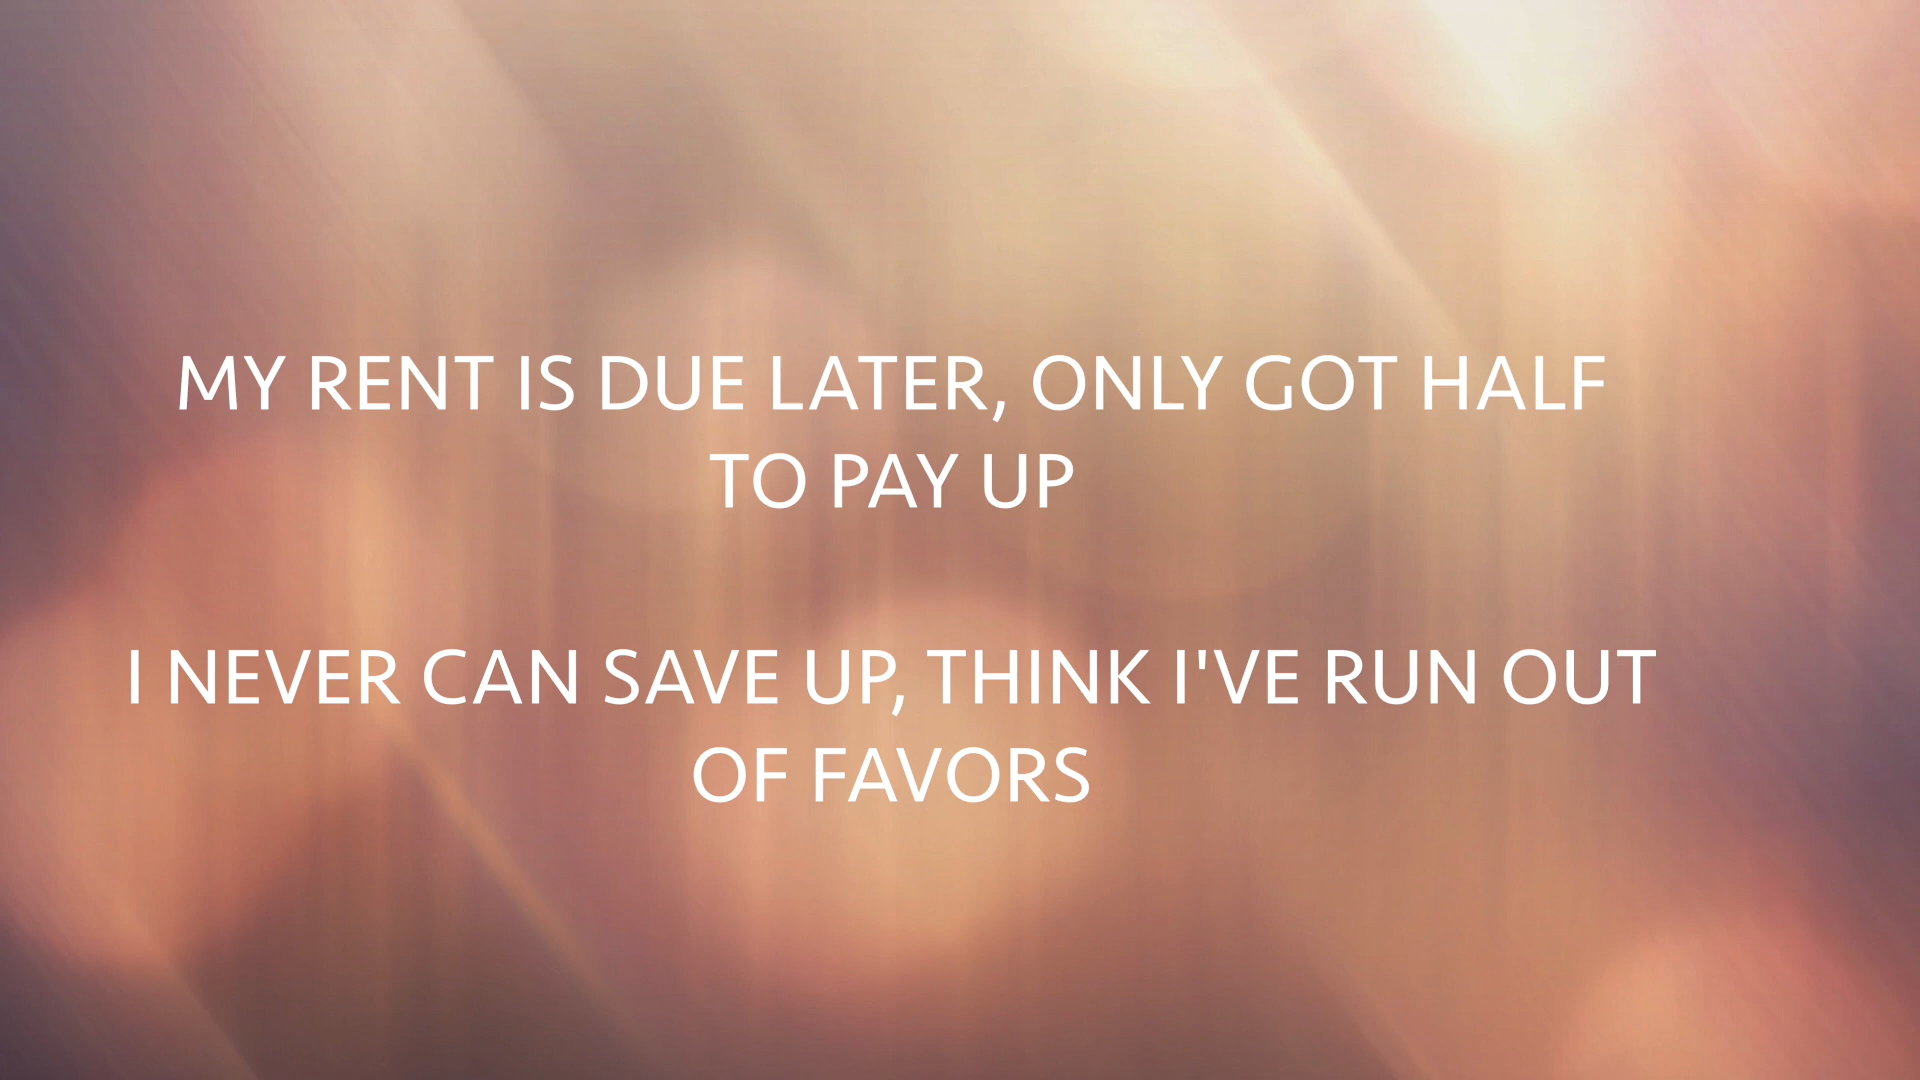 MY RENT IS DUE LATER, ONLY GOT HALF
TO PAY UP
I NEVER CAN SAVE UP, THINK I'VE RUN OUT
OF FAVORS